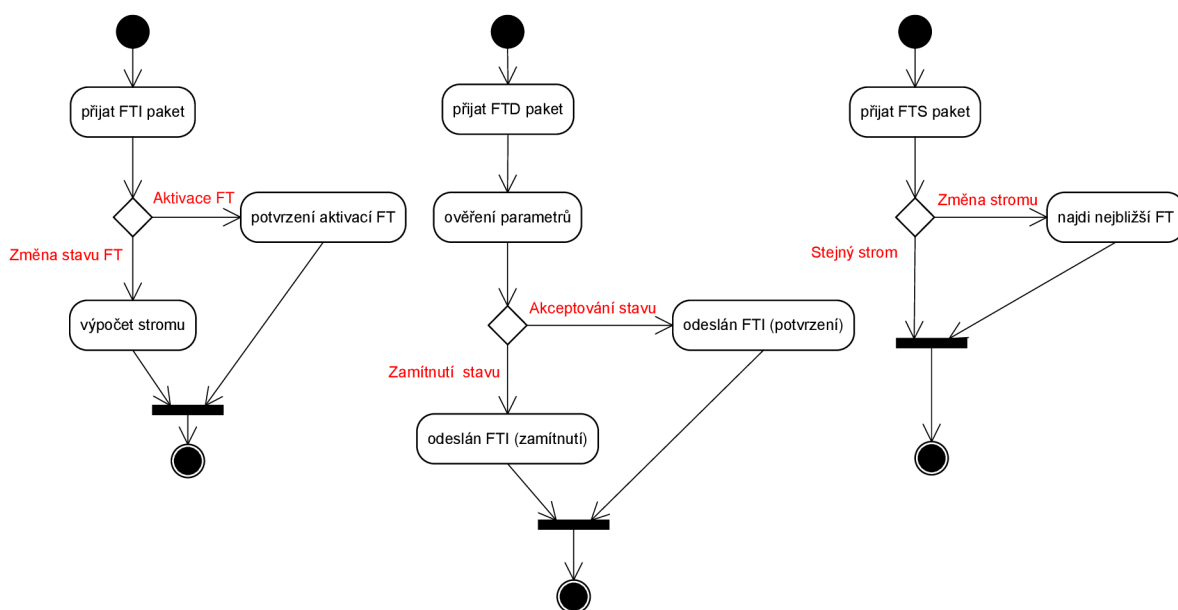 přijat FTI paket
Aktivace FT
potvrzení aktivací FT
Změna stavu FT
výpočet stromu
přijat FTD paket
ověření parametrů
Akceptování stavu
odeslán FTI (potvrzení)
Zamítnutí  stavu
odeslán FTI (zamítnutí)
přijat FTS paket
Změna stromu
najdi nejbližší FT
Stejný strom